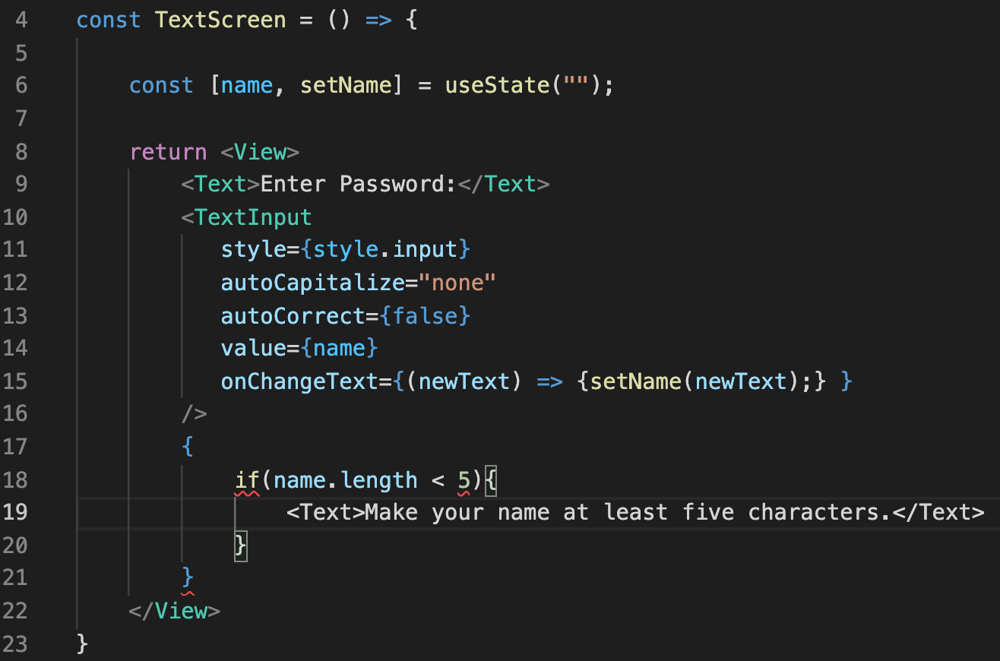 4 const TextScreen = () => {
5
6 const [name, setName] = useState("");
7
8 return <View>
9 <Text>Enter Password:</Text>
10 <TextInput
11 style={style.input}
12 autoCapitalize="none"
13 autoCorrect={false}
14 value={name}
15 onChangeText={(newText) => {setName(newText);} }
16 />
17 {
18 if(name.length < 5){
19 <Text>Make your name at least five characters.</Text>
20 }
21 }
22 </View>
23 }